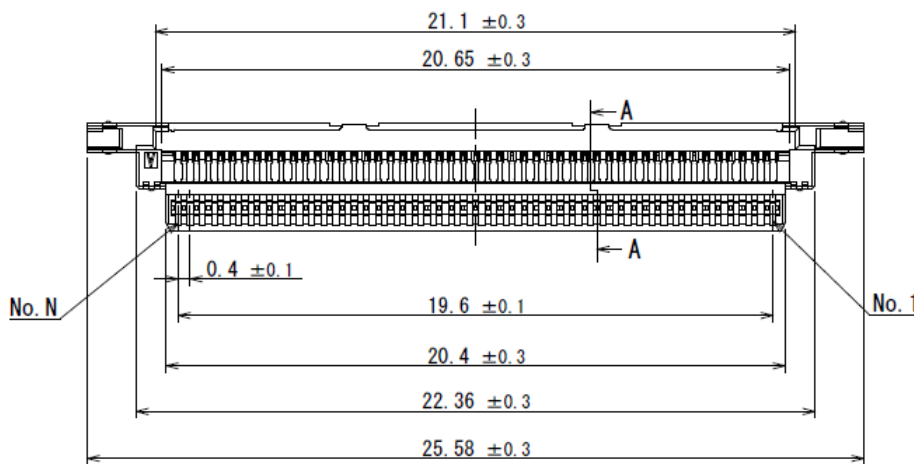 21.1 ±0.3
20.65 ±0.3
A
A
A
0.4 ±0.1
No. N
No. 1
19.6 ±0.1
20.4 ±0.3
22.36 ±0.3
25.58 ±0.3